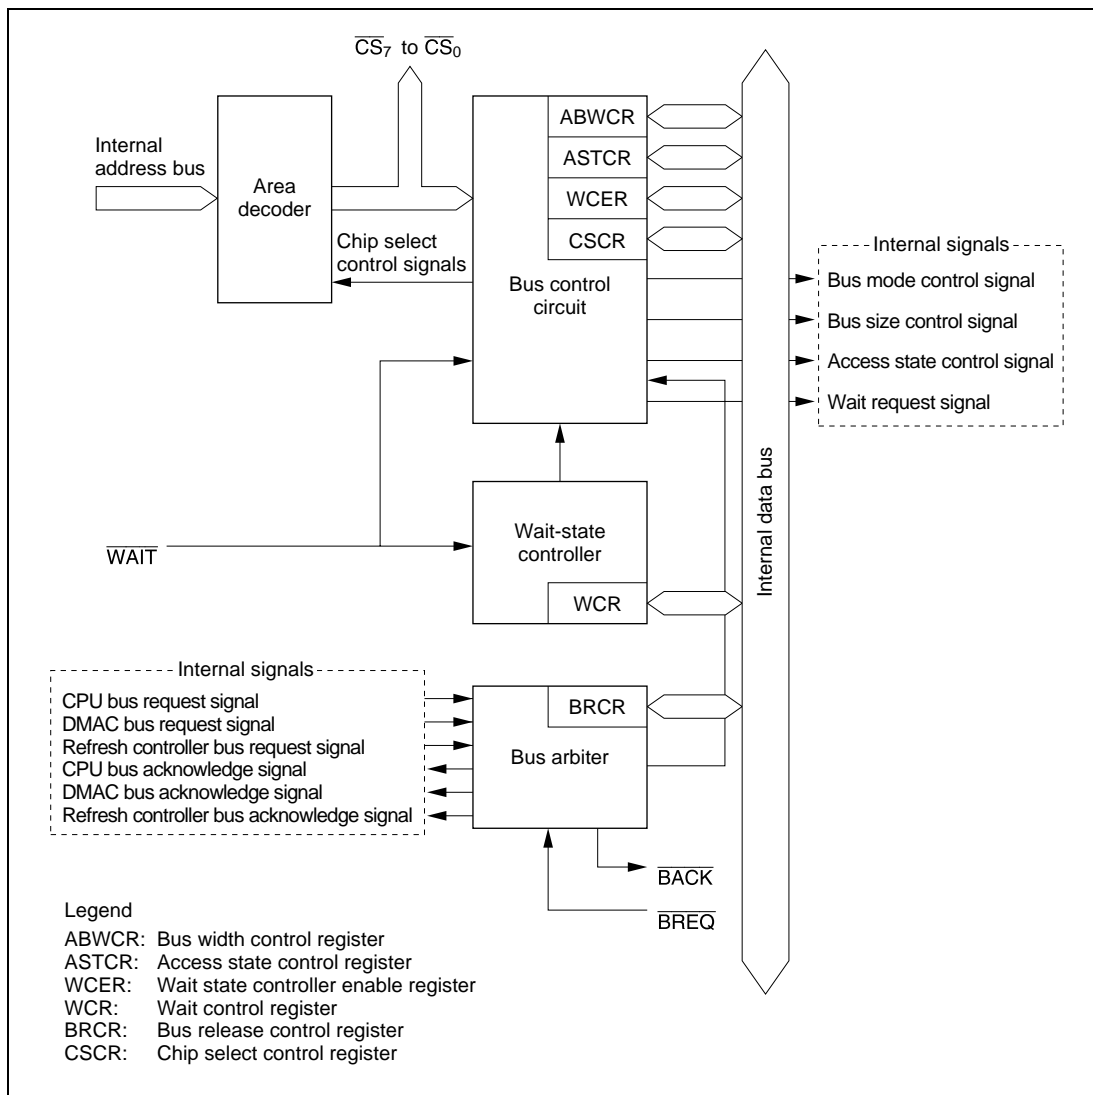 C̅S̅₇ to C̅S̅₀
Internal
address bus
Area
decoder
Chip select
control signals
ABWCR
ASTCR
WCER
CSCR
Bus control
circuit
Internal signals
Bus mode control signal
Bus size control signal
Access state control signal
Wait request signal
Internal data bus
W̅A̅I̅T̅
Wait-state
controller
WCR
Internal signals
CPU bus request signal
DMAC bus request signal
Refresh controller bus request signal
CPU bus acknowledge signal
DMAC bus acknowledge signal
Refresh controller bus acknowledge signal
BRCR
Bus arbiter
B̅A̅C̅K̅
B̅R̅E̅Q̅
Legend
ABWCR: Bus width control register
ASTCR: Access state control register
WCER: Wait state controller enable register
WCR: Wait control register
BRCR: Bus release control register
CSCR: Chip select control register